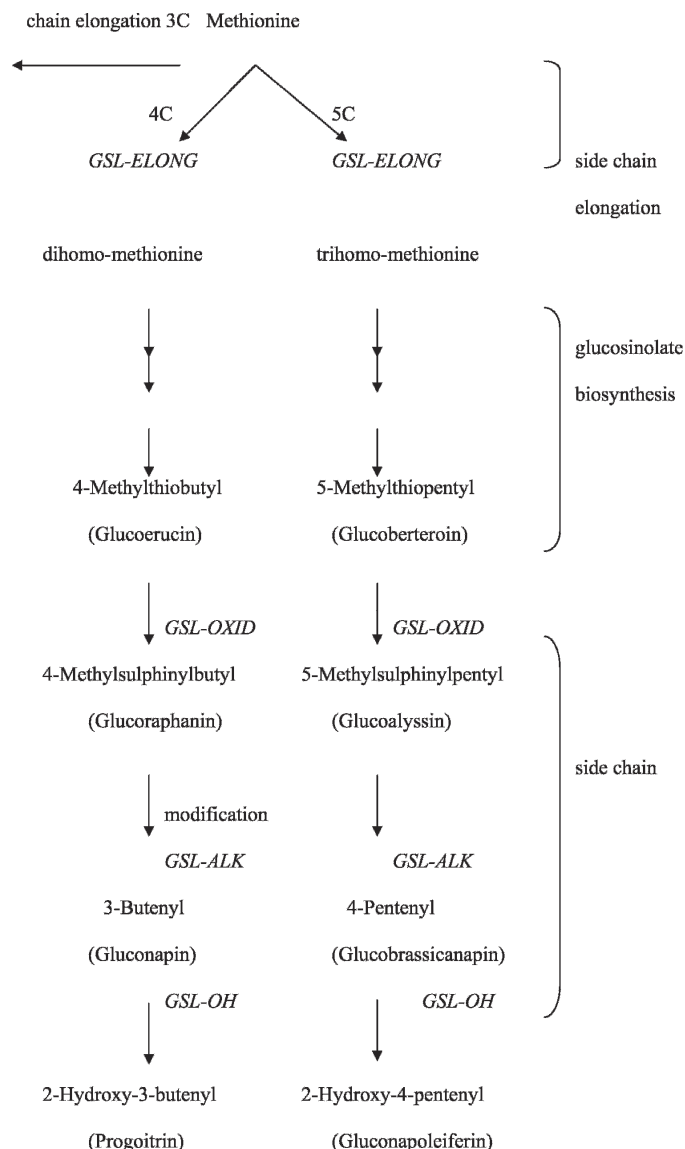 chain elongation 3C Methionine
4C 5C
GSL-ELONG GSL-ELONG side chain
elongation
dihomo-methionine trihomo-methionine
glucosinolate
biosynthesis
4-Methylthiobutyl 5-Methylthiopentyl
(Glucoerucin) (Glucoberteroin)
GSL-OXID GSL-OXID
4-Methylsulphinylbutyl 5-Methylsulphinylpentyl
(Glucoraphanin) (Glucoalyssin)
side chain
modification
GSL-ALK GSL-ALK
3-Butenyl 4-Pentenyl
(Gluconapin) (Glucobrassicanapin)
GSL-OH GSL-OH
2-Hydroxy-3-butenyl 2-Hydroxy-4-pentenyl
(Progoitrin) (Gluconapoleiferin)